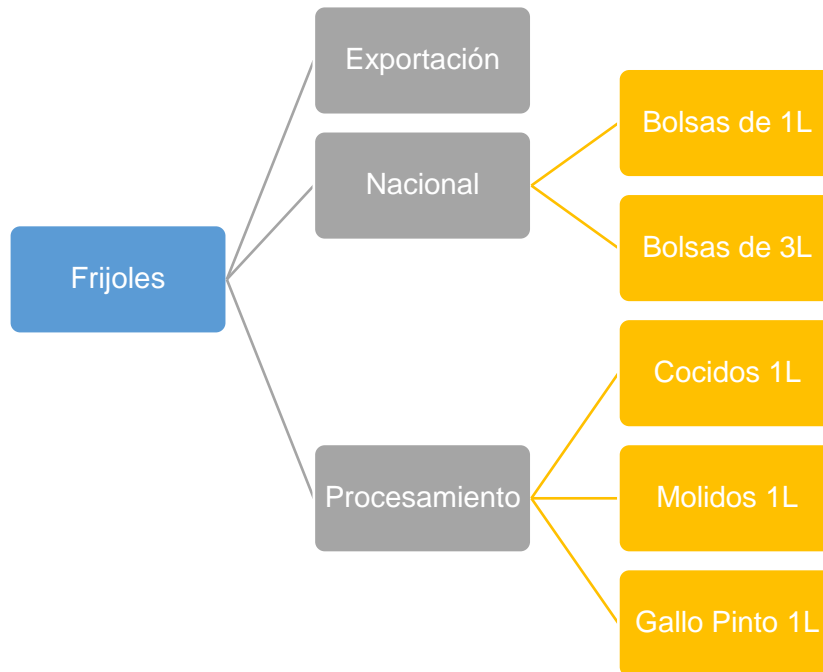 Exportación
Bolsas de 1L
Nacional
Bolsas de 3L
Frijoles
Cocidos 1L
Procesamiento
Molidos 1L
Gallo Pinto 1L